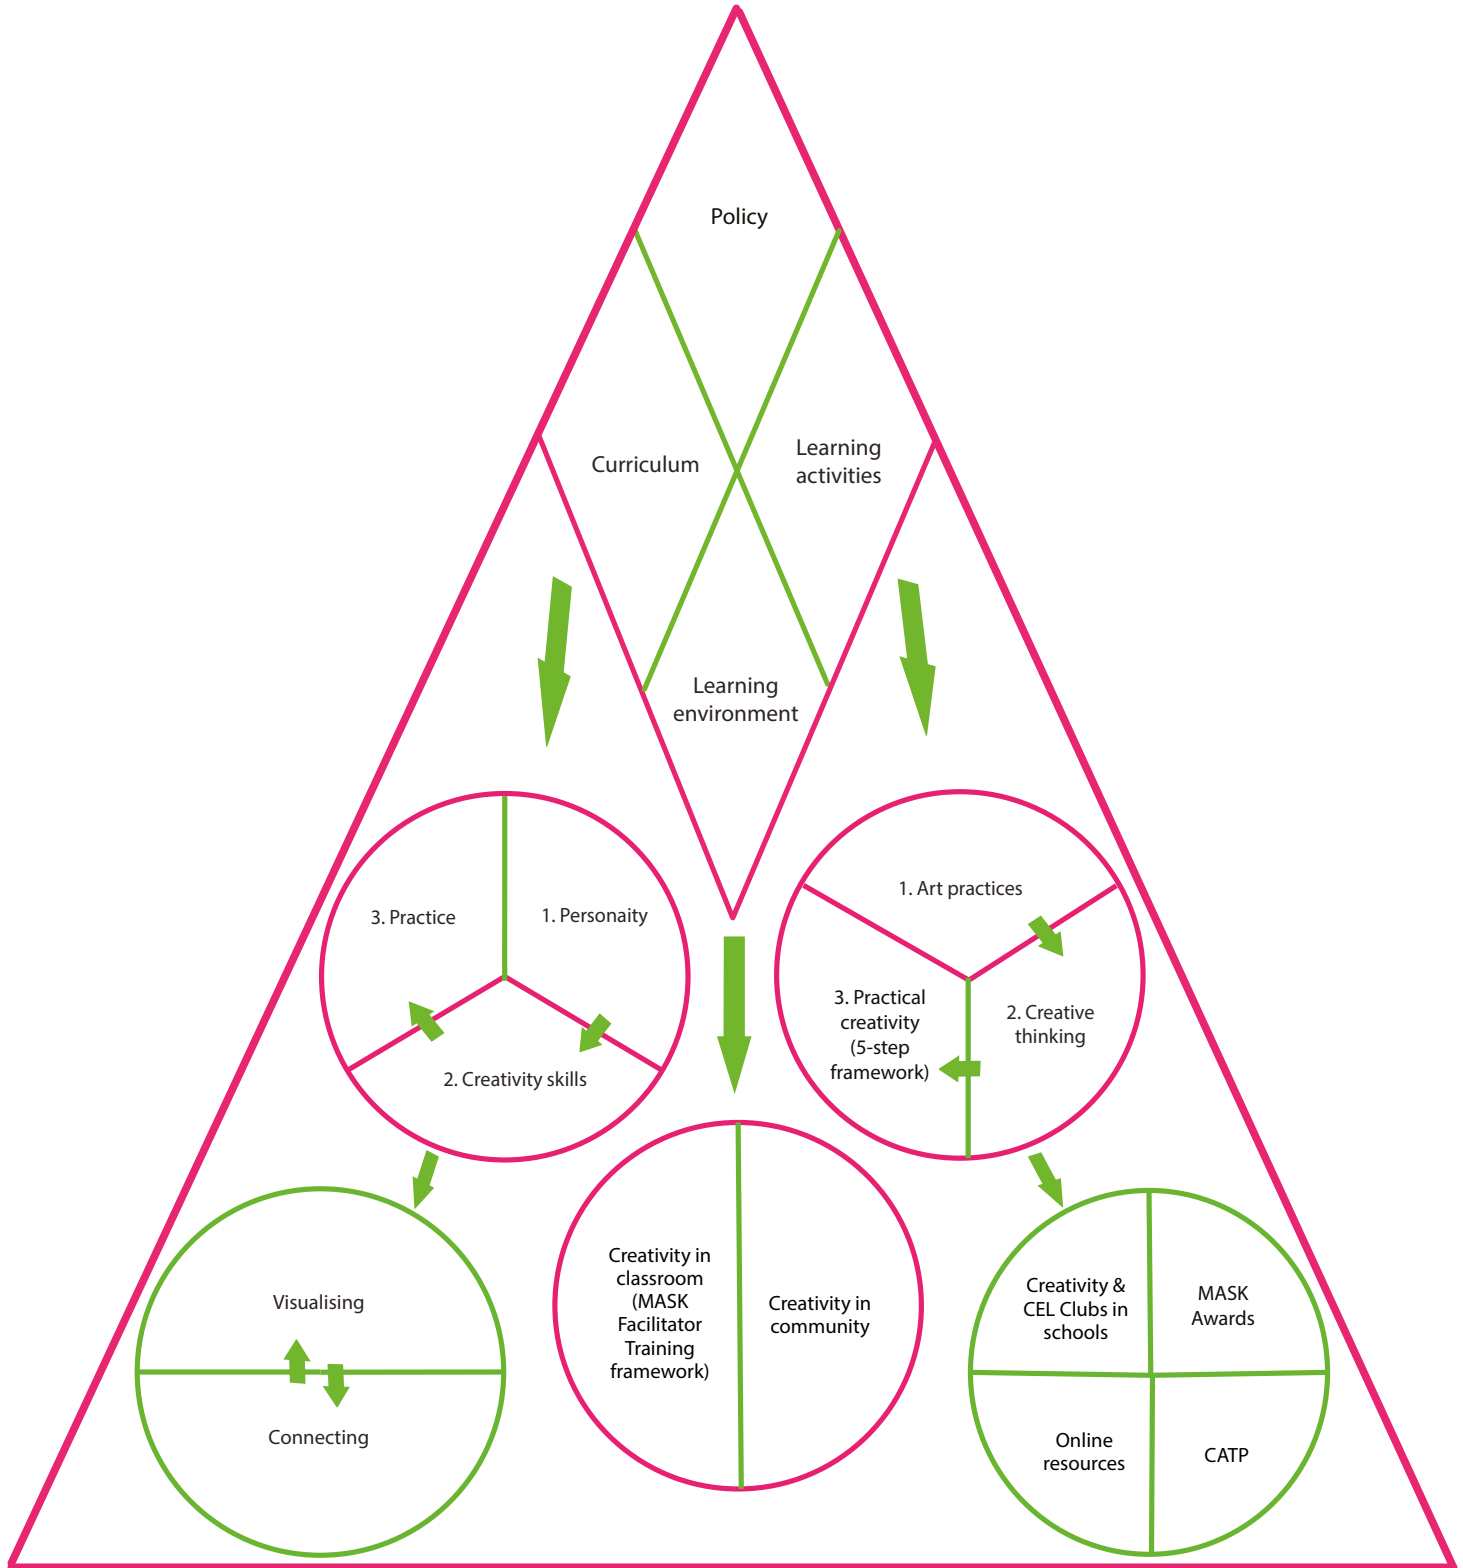 Policy
Curriculum
Learning
activities
Learning
environment
3. Practice
1. Personaity
2. Creativity skills
1. Art practices
3. Practical
creativity
(5-step
framework)
2. Creative
thinking
Visualising
Connecting
Creativity in
classroom
(MASK
Facilitator
Training
framework)
Creativity in
community
Creativity &
CEL Clubs in
schools
MASK
Awards
Online
resources
CATP